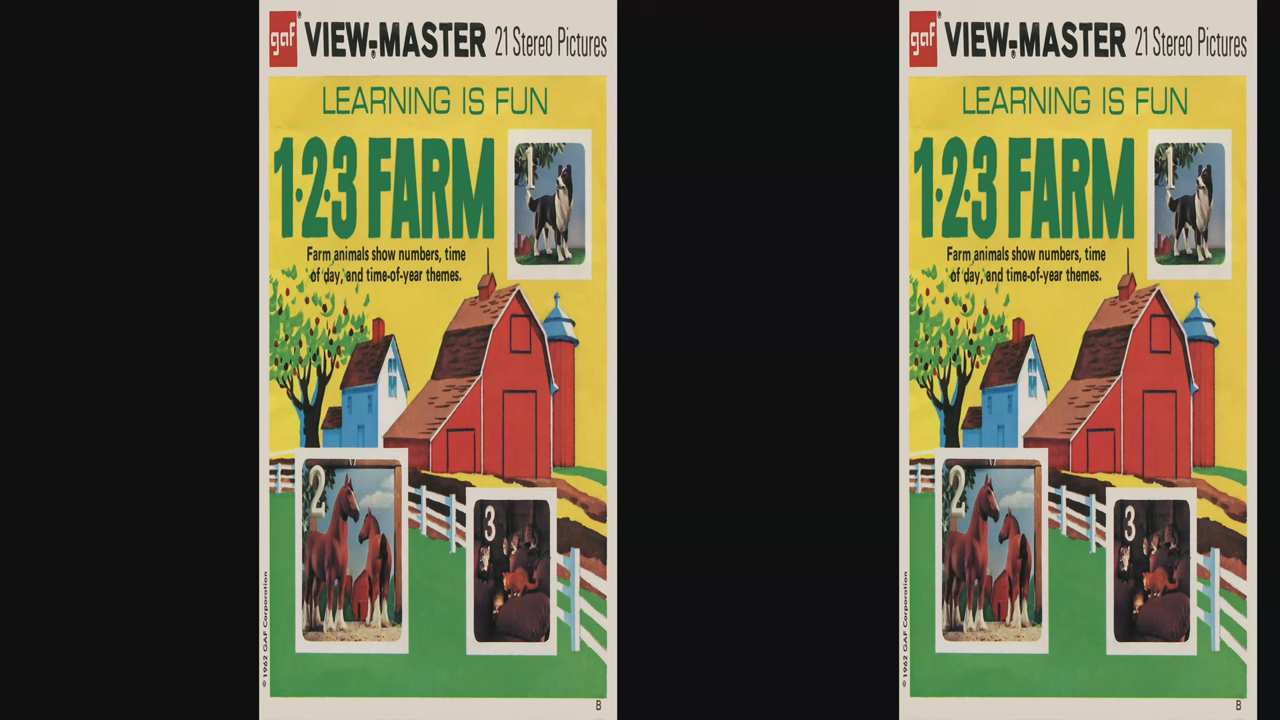 gaf® VIEW-MASTER® 21 Stereo Pictures
LEARNING IS FUN
1·2·3 FARM
1
Farm animals show numbers, time
of day, and time-of-year themes.
2
3
© 1962 GAF Corporation
B
gaf® VIEW-MASTER® 21 Stereo Pictures
LEARNING IS FUN
1·2·3 FARM
1
Farm animals show numbers, time
of day, and time-of-year themes.
2
3
© 1962 GAF Corporation
B